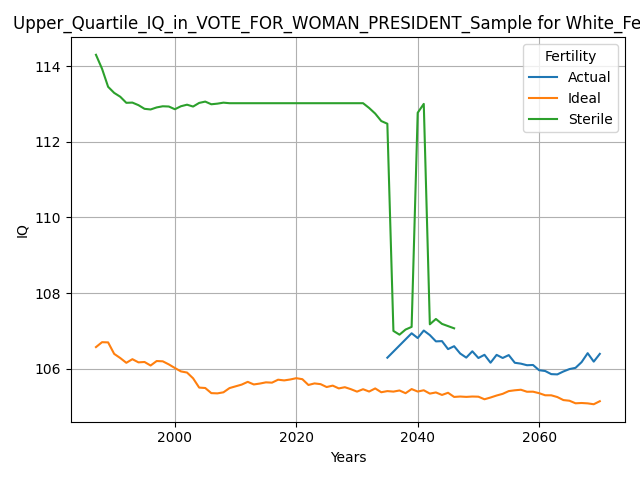 Upper_Quartile_IQ_in_VOTE_FOR_WOMAN_PRESIDENT_Sample for White_Fe
Fertility
Actual
Ideal
Sterile
114
112
110
108
106
IQ
2000
2020
2040
2060
Years